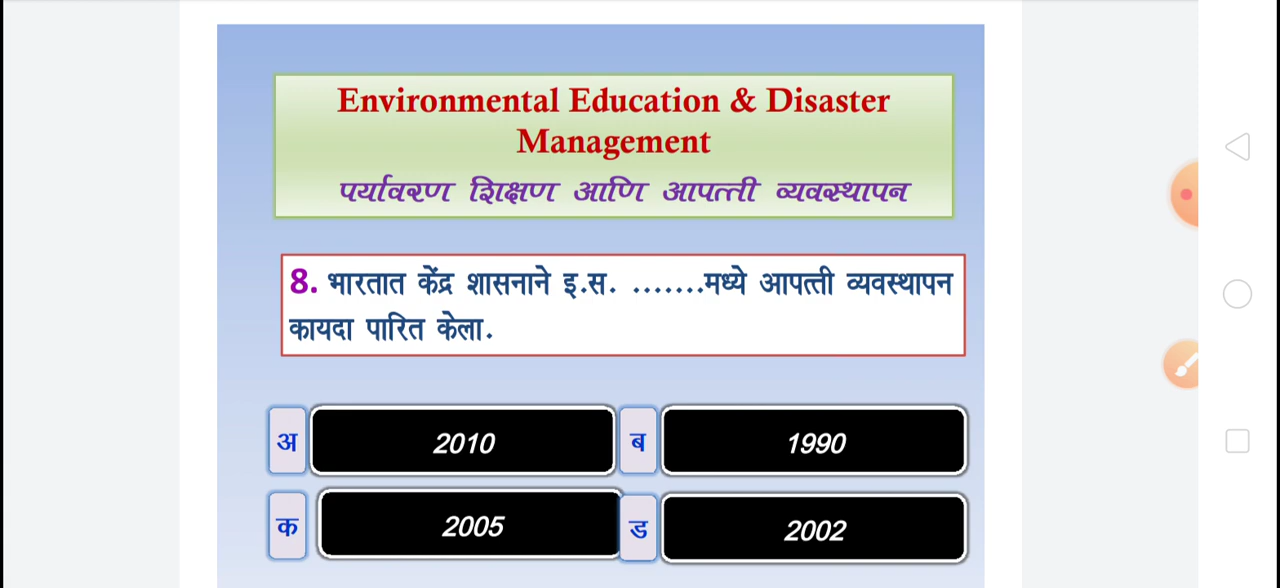 Environmental Education & Disaster
Management
पर्यावरण शिक्षण आणि आपत्ती व्यवस्थापन
8. भारतात केंद्र शासनाने इ.स. .......मध्ये आपत्ती व्यवस्थापन
कायदा पारित केला.
अ 2010 ब 1990
क 2005 ड 2002